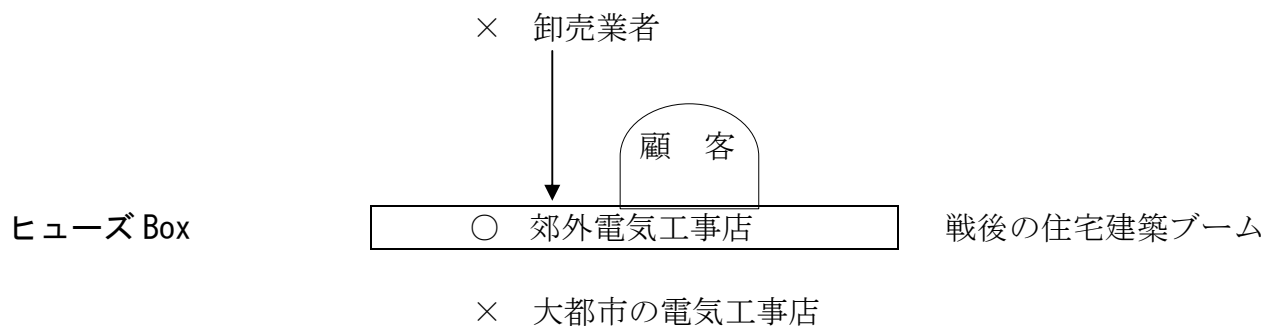 × 卸売業者
顧 客
ヒューズ Box ○ 郊外電気工事店 戦後の住宅建築ブーム
× 大都市の電気工事店